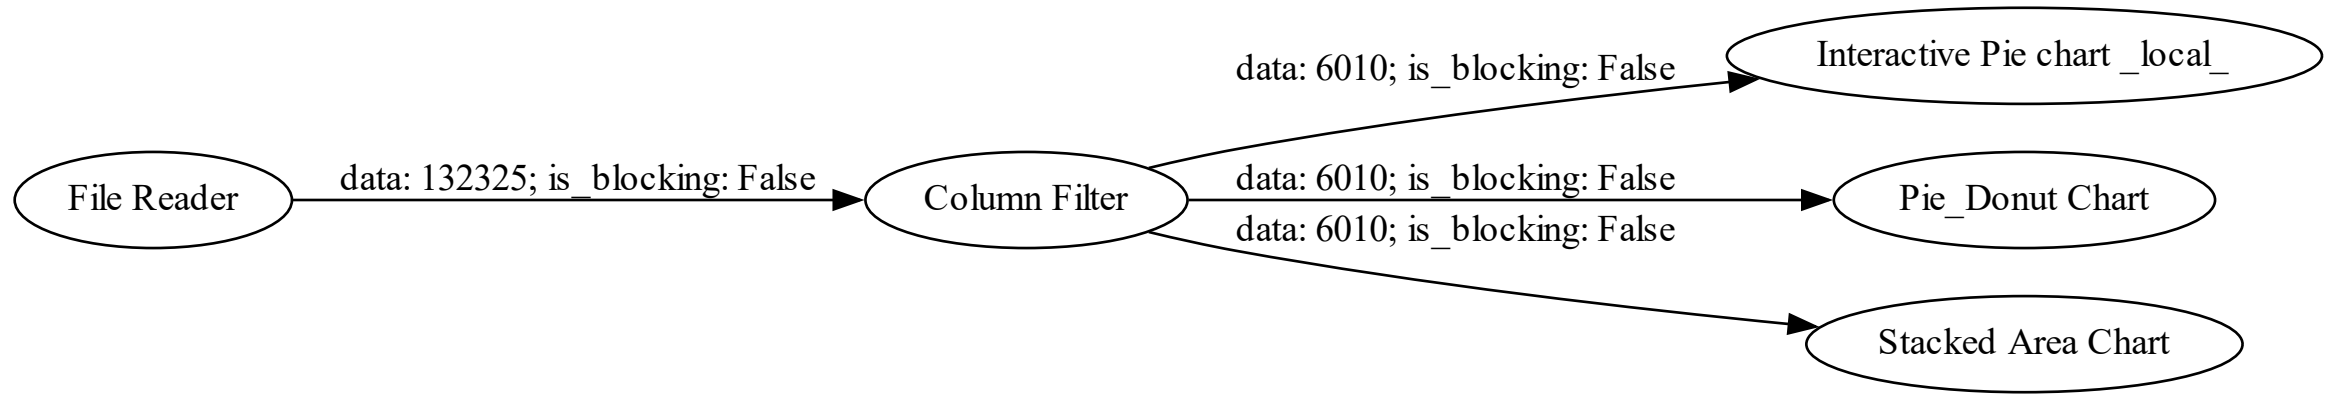 File Reader
data: 132325; is_blocking: False
Column Filter
data: 6010; is_blocking: False
Interactive Pie chart _local_
data: 6010; is_blocking: False
Pie_Donut Chart
data: 6010; is_blocking: False
Stacked Area Chart